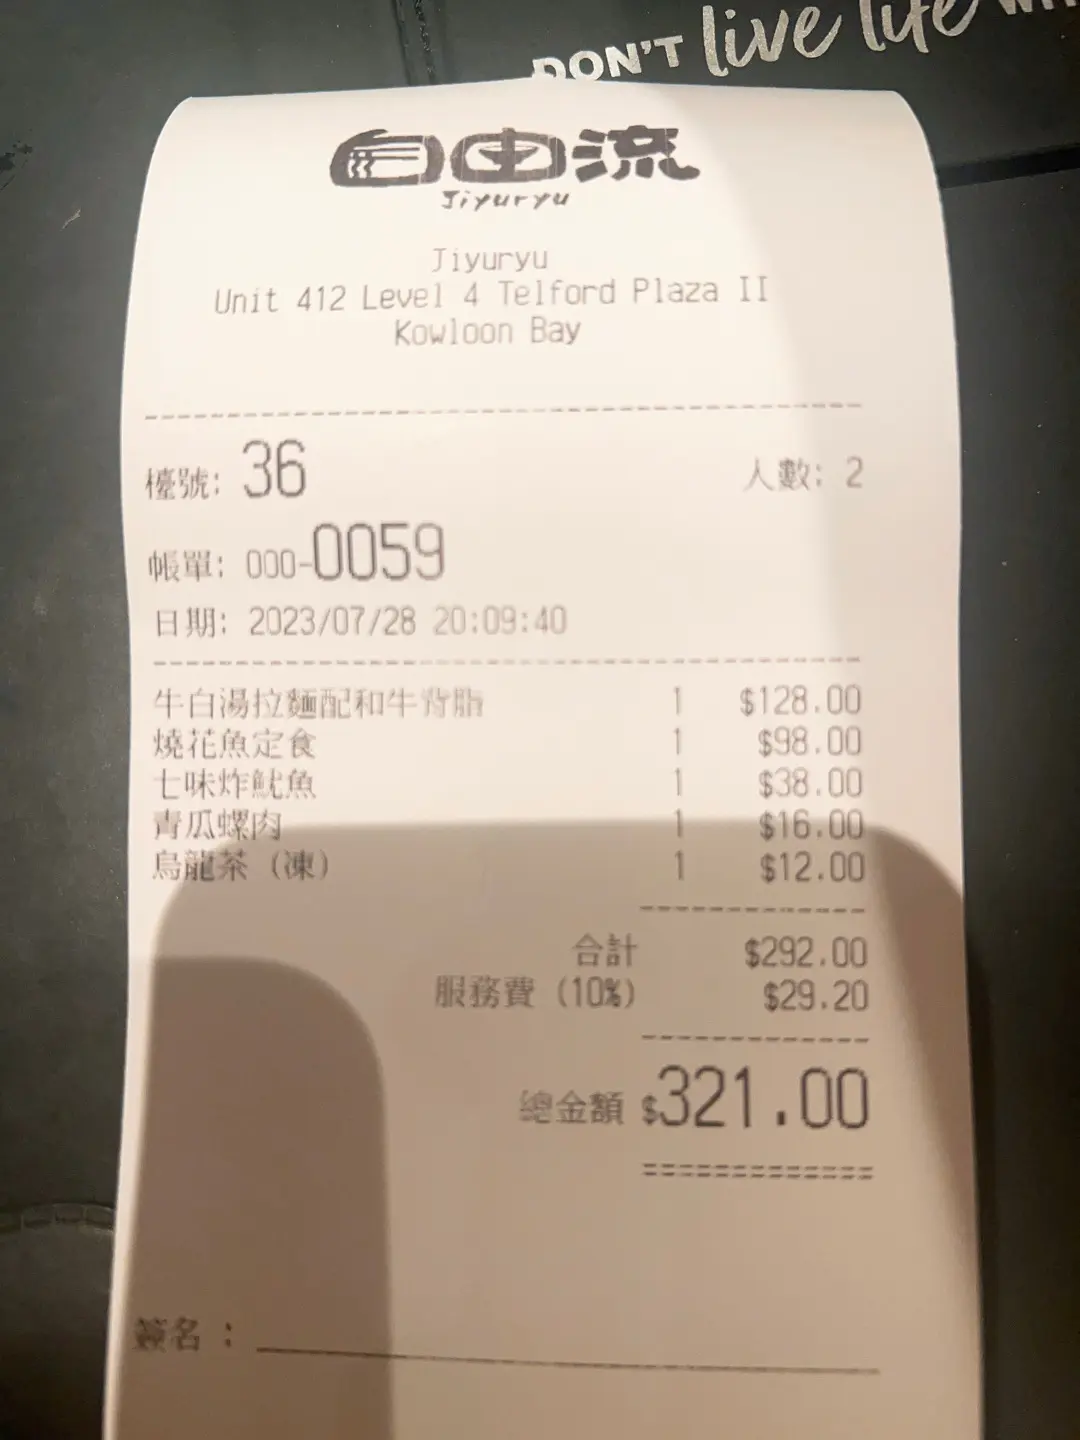 DON'T live life
自由流
Jiyuryu
Jiyuryu
Unit 412 Level 4 Telford Plaza II
Kowloon Bay
檯號: 36 人數: 2
帳單: 000-0059
日期: 2023/07/28 20:09:40
牛白湯拉麵配和牛背脂 1 $128.00
燒花魚定食 1 $98.00
七味炸魷魚 1 $38.00
青瓜螺肉 1 $16.00
烏龍茶 (凍) 1 $12.00
合計 $292.00
服務費 (10%) $29.20
總金額 $321.00
簽名 :